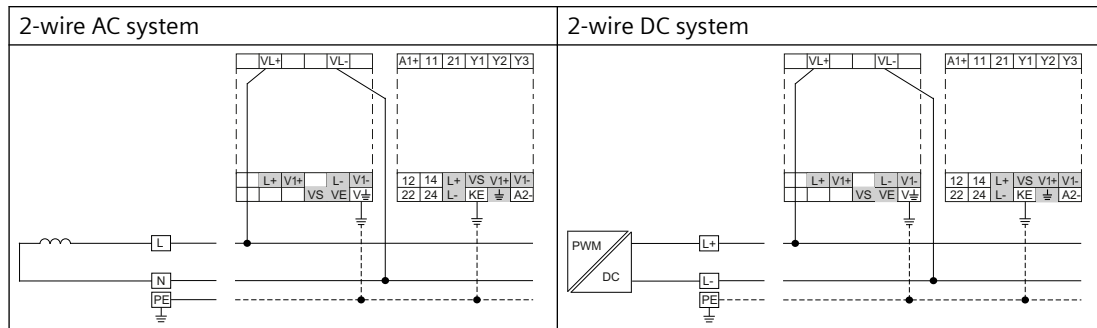 2-wire AC system
2-wire DC system
VL+ VL- A1+ 11 21 Y1 Y2 Y3
VL+ VL- A1+ 11 21 Y1 Y2 Y3
L+ V1+ L- V1- 12 14 L+ VS V1+ V1-
VS VE V⏚ 22 24 L- KE ⏚ A2-
L+ V1+ L- V1- 12 14 L+ VS V1+ V1-
VS VE V⏚ 22 24 L- KE ⏚ A2-
L
N
PE
PWM
DC
L+
L-
PE